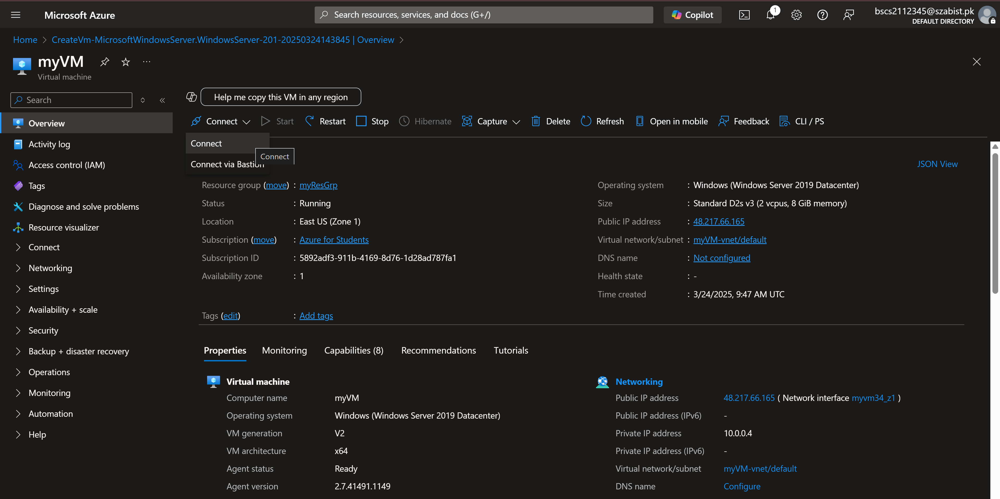 Microsoft Azure
Search resources, services, and docs (G+/)
Copilot
1
bscs2112345@szabist.pk
DEFAULT DIRECTORY
Home > CreateVm-MicrosoftWindowsServer.WindowsServer-201-20250324143845 | Overview >
myVM
Virtual machine
Search
Help me copy this VM in any region
Connect Start Restart Stop Hibernate Capture Delete Refresh Open in mobile Feedback CLI / PS
Connect
Connect via Bastion
Connect
JSON View
Overview
Activity log
Access control (IAM)
Tags
Diagnose and solve problems
Resource visualizer
Connect
Networking
Settings
Availability + scale
Security
Backup + disaster recovery
Operations
Monitoring
Automation
Help
Resource group (move) : myResGrp
Status : Running
Location : East US (Zone 1)
Subscription (move) : Azure for Students
Subscription ID : 5892adf3-911b-4169-8d76-1d28ad787fa1
Availability zone : 1
Operating system : Windows (Windows Server 2019 Datacenter)
Size : Standard D2s v3 (2 vcpus, 8 GiB memory)
Public IP address : 48.217.66.165
Virtual network/subnet : myVM-vnet/default
DNS name : Not configured
Health state : -
Time created : 3/24/2025, 9:47 AM UTC
Tags (edit) : Add tags
Properties Monitoring Capabilities (8) Recommendations Tutorials
Virtual machine
Computer name myVM
Operating system Windows (Windows Server 2019 Datacenter)
VM generation V2
VM architecture x64
Agent status Ready
Agent version 2.7.41491.1149
Networking
Public IP address 48.217.66.165 ( Network interface myvm34_z1 )
Public IP address (IPv6) -
Private IP address 10.0.0.4
Private IP address (IPv6) -
Virtual network/subnet myVM-vnet/default
DNS name Configure